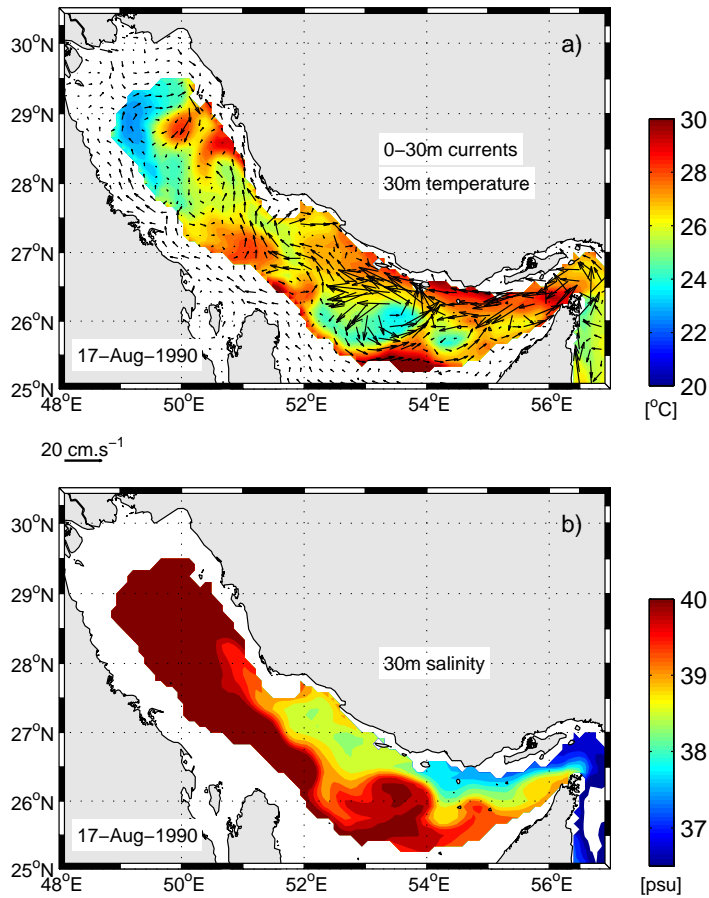 a)
30°N
29°N
28°N
27°N
26°N
25°N
0–30m currents
30m temperature
17–Aug–1990
48°E
50°E
52°E
54°E
56°E
30
28
26
24
22
20
[°C]
20 cm.s⁻¹
b)
30°N
29°N
28°N
27°N
26°N
25°N
30m salinity
17–Aug–1990
48°E
50°E
52°E
54°E
56°E
40
39
38
37
[psu]